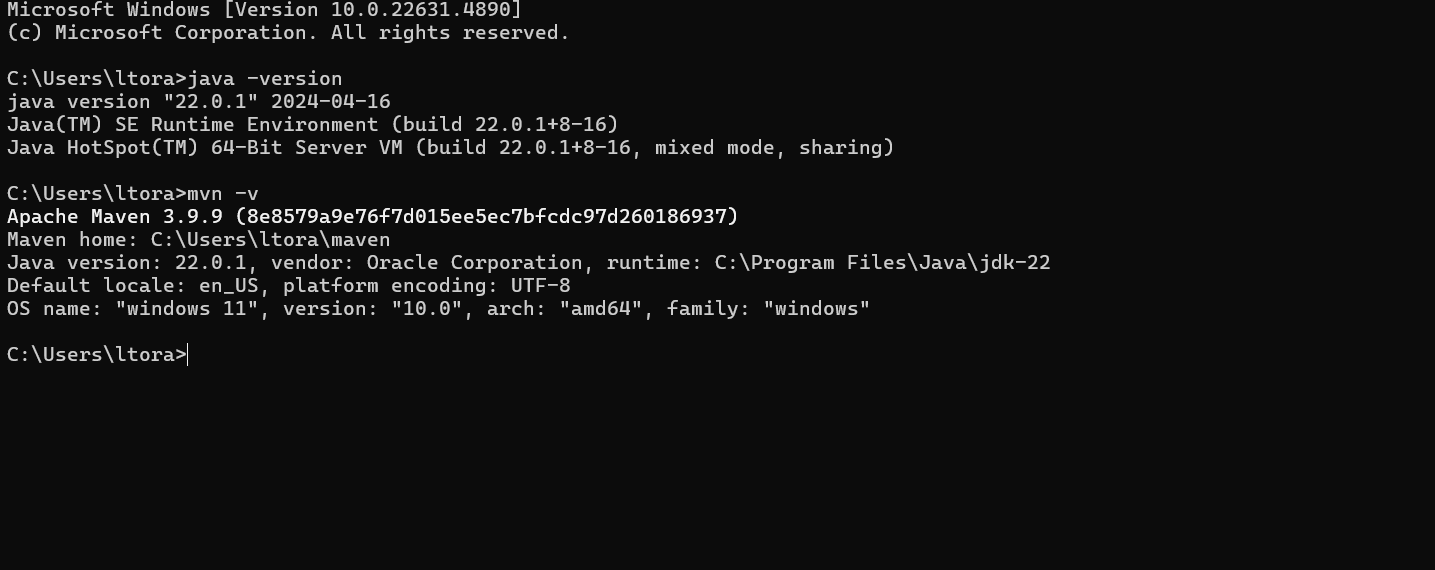 Microsoft Windows [Version 10.0.22631.4890]
(c) Microsoft Corporation. All rights reserved.
C:\Users\ltora>java -version
java version "22.0.1" 2024-04-16
Java(TM) SE Runtime Environment (build 22.0.1+8-16)
Java HotSpot(TM) 64-Bit Server VM (build 22.0.1+8-16, mixed mode, sharing)
C:\Users\ltora>mvn -v
Apache Maven 3.9.9 (8e8579a9e76f7d015ee5ec7bfcdc97d260186937)
Maven home: C:\Users\ltora\maven
Java version: 22.0.1, vendor: Oracle Corporation, runtime: C:\Program Files\Java\jdk-22
Default locale: en_US, platform encoding: UTF-8
OS name: "windows 11", version: "10.0", arch: "amd64", family: "windows"
C:\Users\ltora>